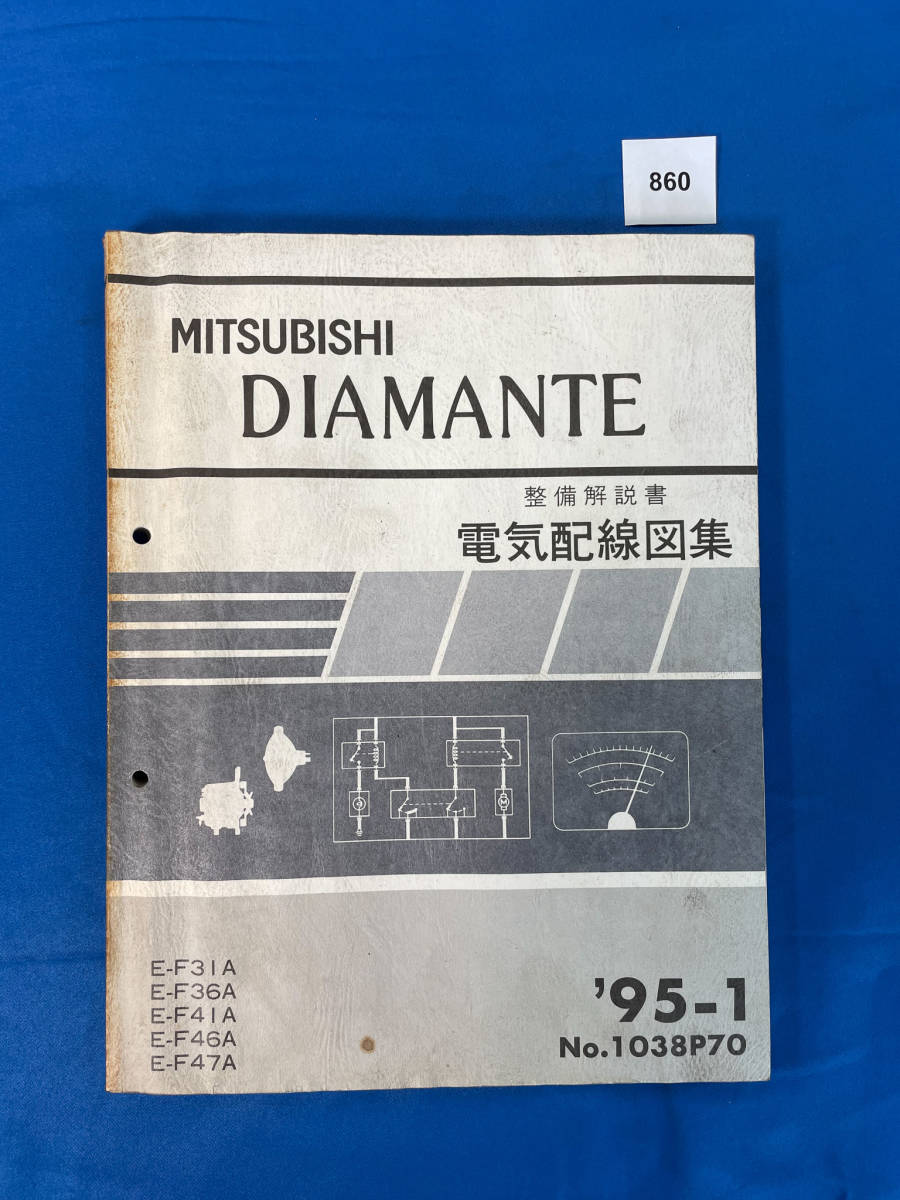 860
MITSUBISHI
DIAMANTE
整備解説書
電気配線図集
M
E-F31A
E-F36A
E-F41A
E-F46A
E-F47A
'95-1
No.1038P70